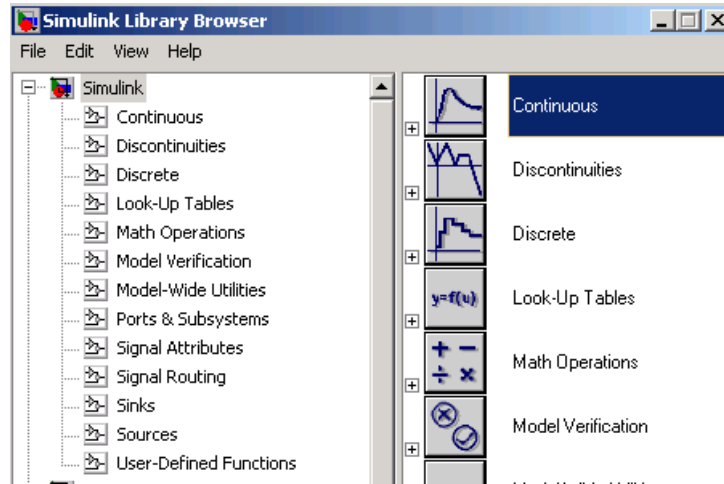 Simulink Library Browser
File Edit View Help
Simulink
Continuous
Discontinuities
Discrete
Look-Up Tables
Math Operations
Model Verification
Model-Wide Utilities
Ports & Subsystems
Signal Attributes
Signal Routing
Sinks
Sources
User-Defined Functions
Continuous
Discontinuities
Discrete
y=f(u)
Look-Up Tables
+ −
÷ ×
Math Operations
Model Verification